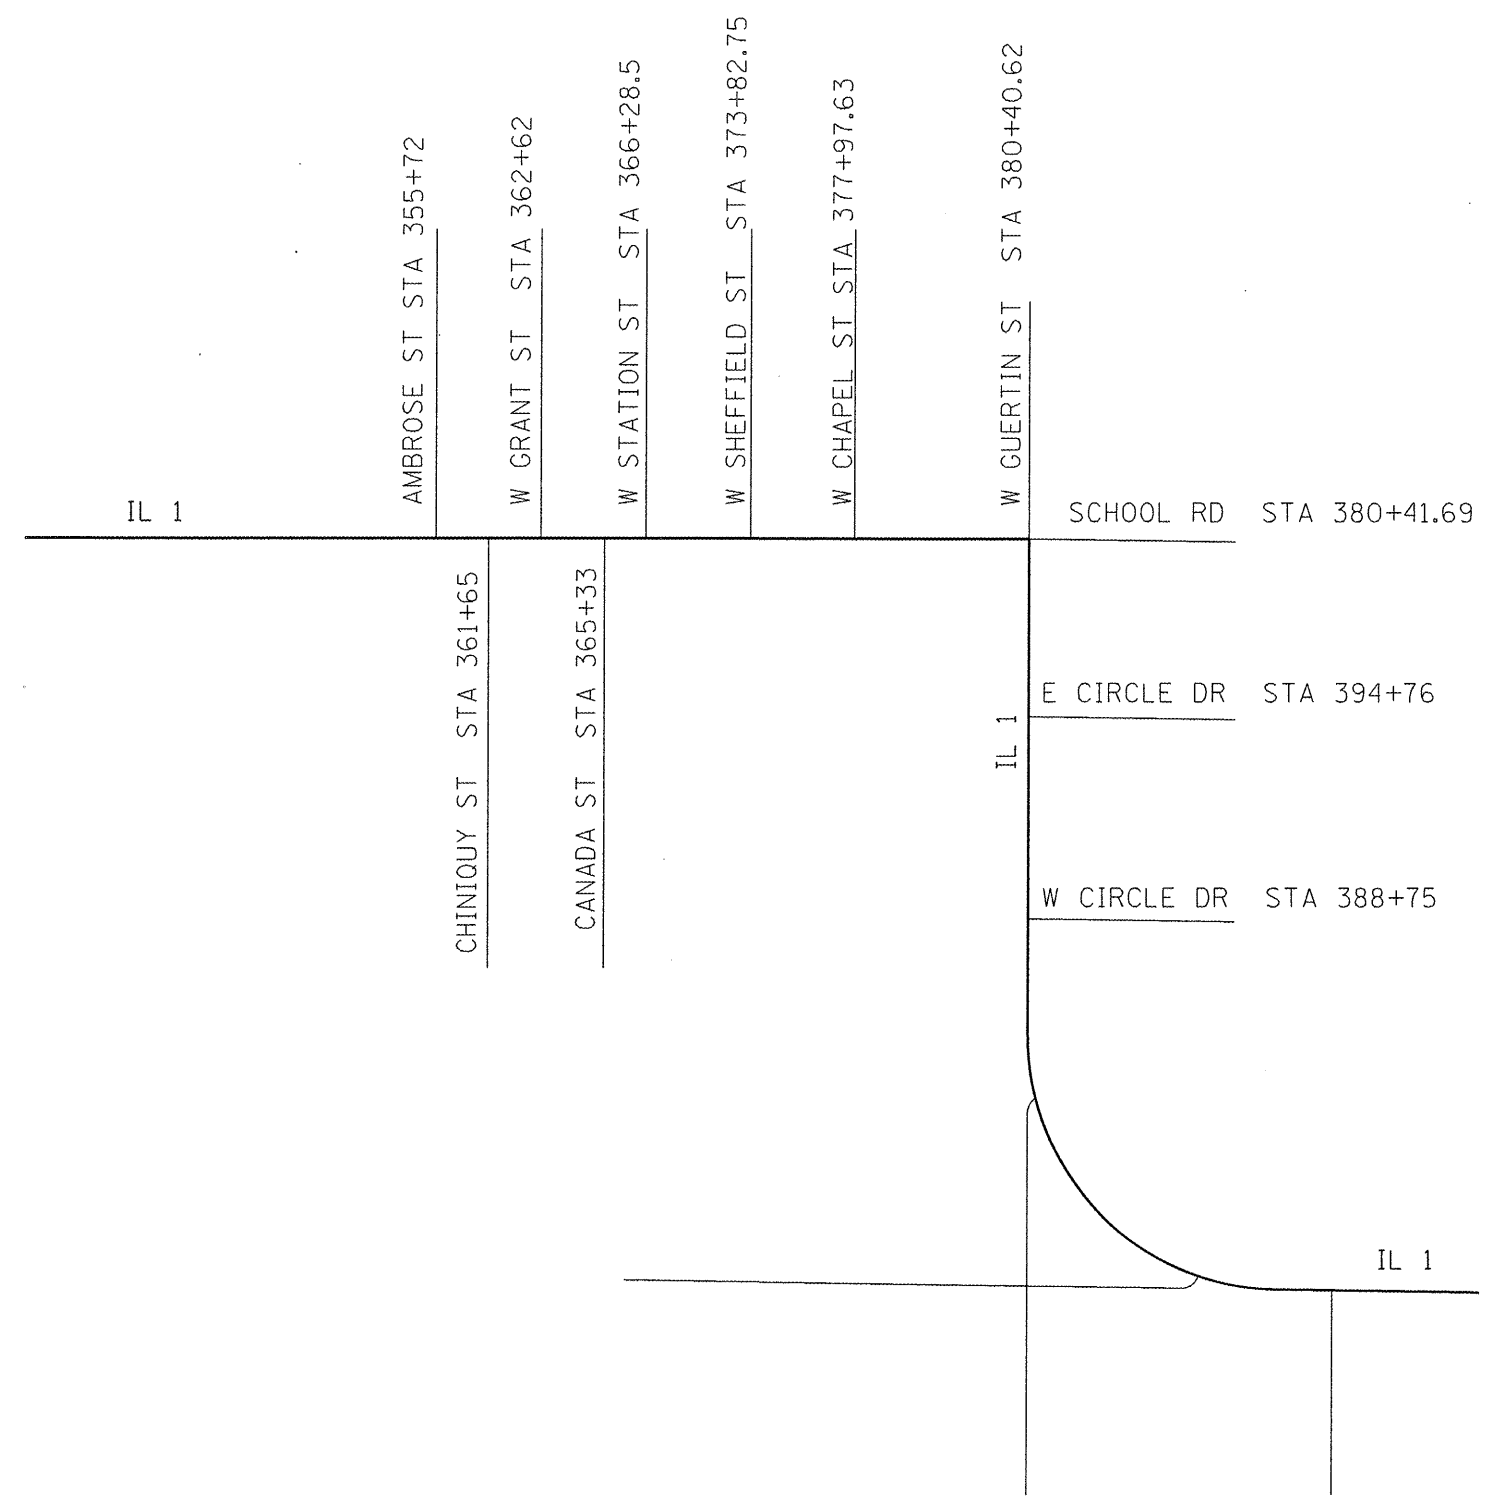 AMBROSE ST STA 355+72
W GRANT ST STA 362+62
W STATION ST STA 366+28.5
W SHEFFIELD ST STA 373+82.75
W CHAPEL ST STA 377+97.63
W GUERTIN ST STA 380+40.62
IL 1
SCHOOL RD STA 380+41.69
CHINIQUY ST STA 361+65
CANADA ST STA 365+33
E CIRCLE DR STA 394+76
IL 1
W CIRCLE DR STA 388+75
IL 1